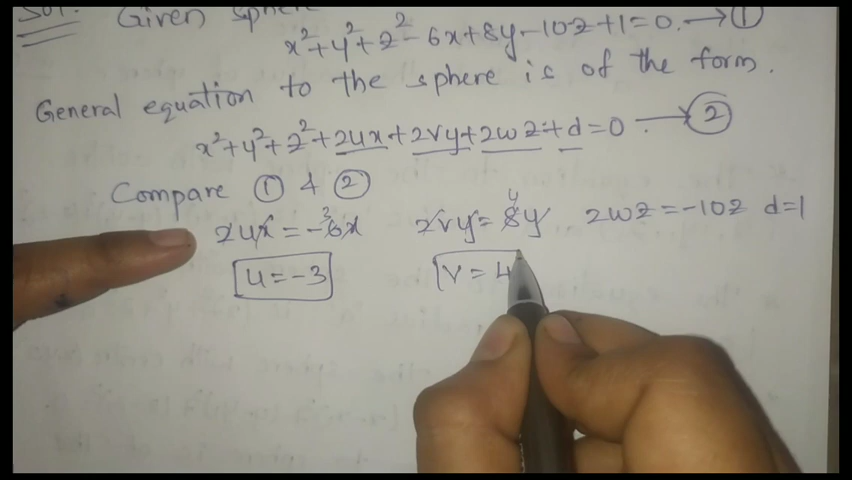 Sol: Given sphere
x²+y²+z²-6x+8y-10z+1=0. → ①
General equation to the sphere is of the form.
x²+y²+z²+2ux+2vy+2wz+d=0. → ②
Compare ① & ②
2ux=-6x 3 2vy=8y 4 2wz=-10z d=1
u=-3 v=4